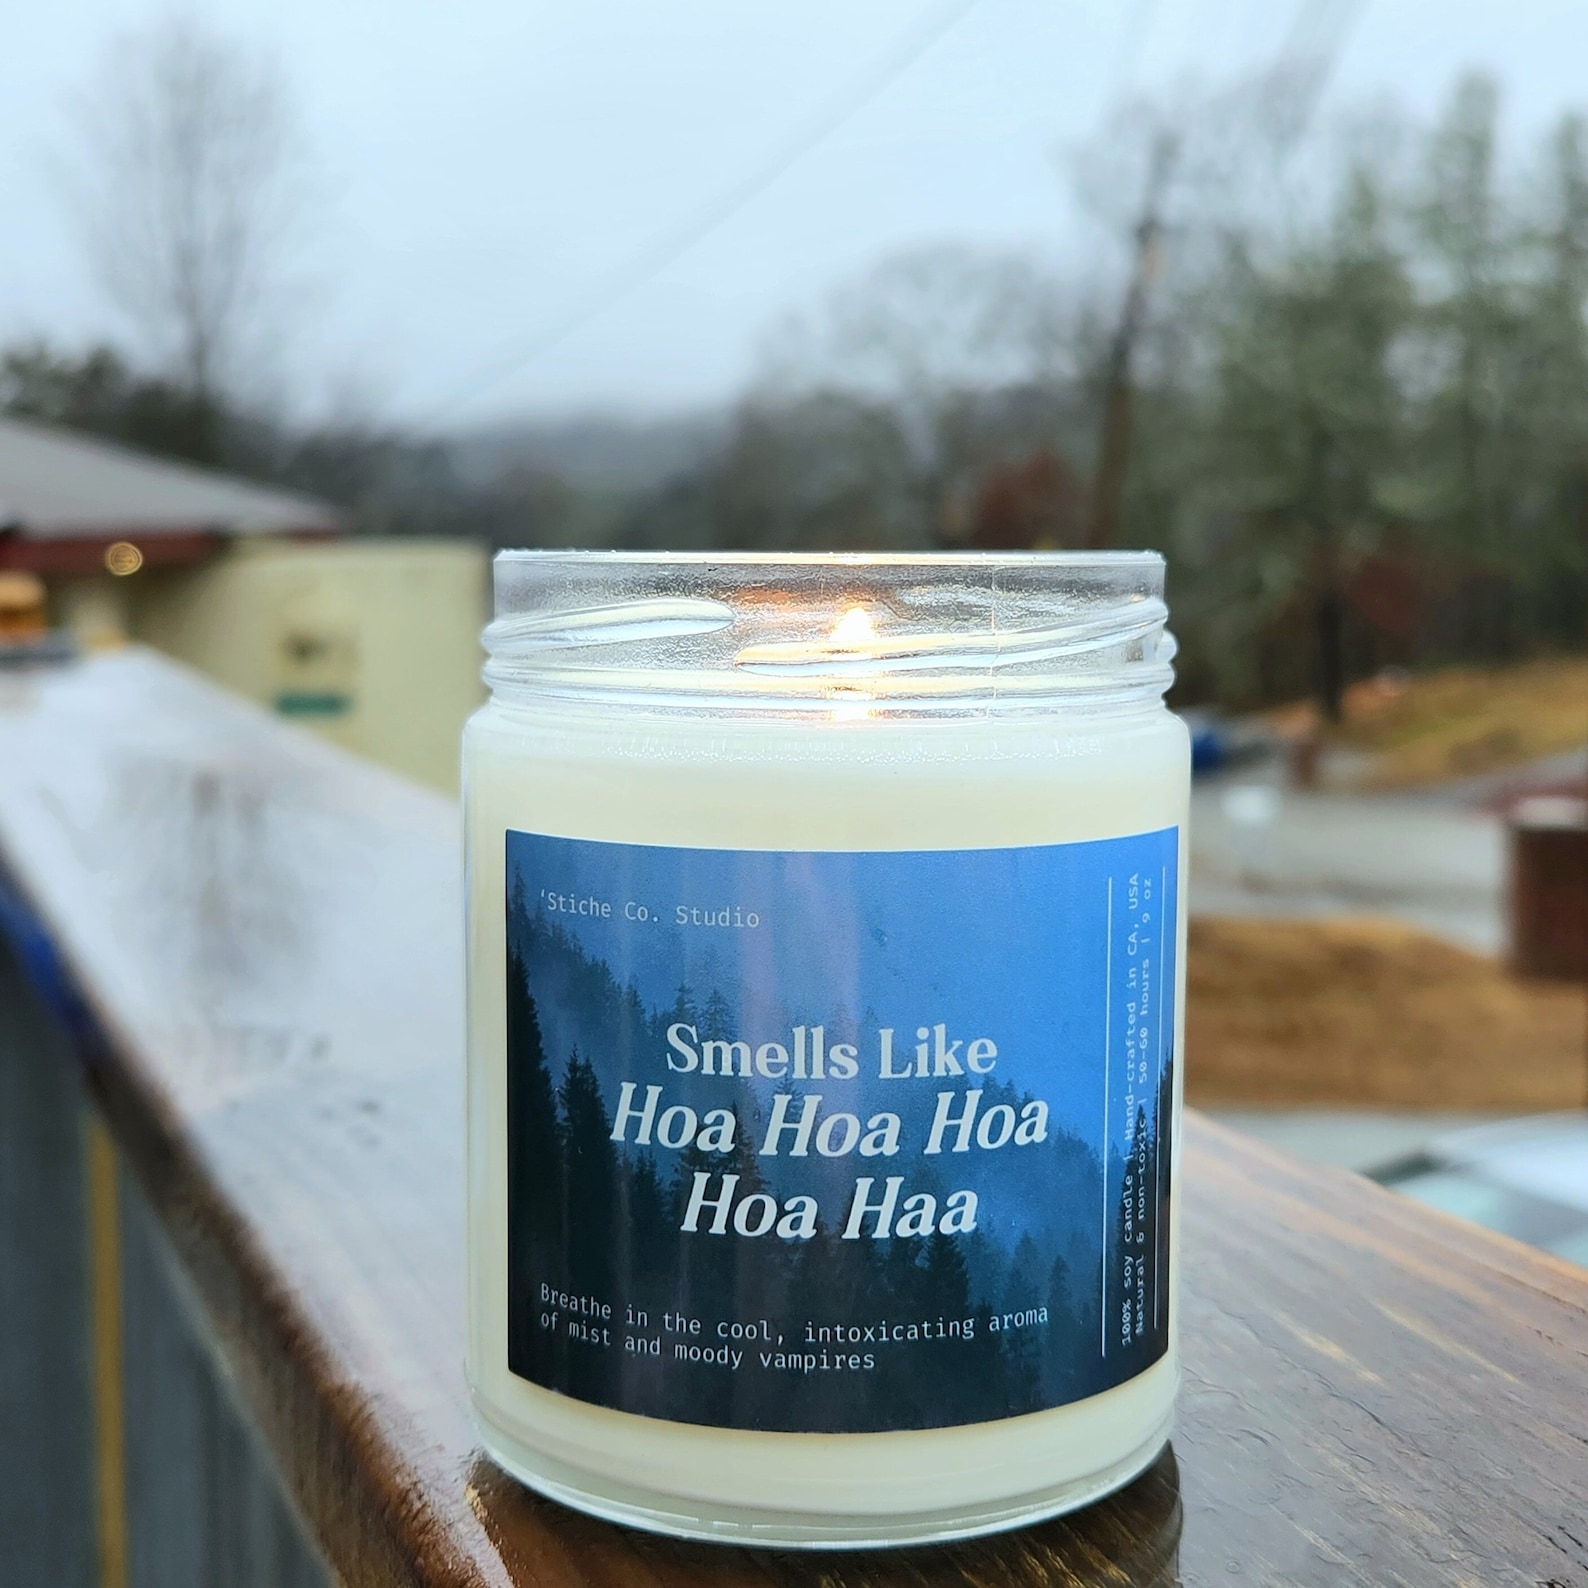 ‘Stiche Co. Studio
Smells Like
Hoa Hoa Hoa
Hoa Haa
Breathe in the cool, intoxicating aroma
of mist and moody vampires
100% soy candle | Hand-crafted in CA, USA
Natural & non-toxic | 50-60 hours | 9 oz